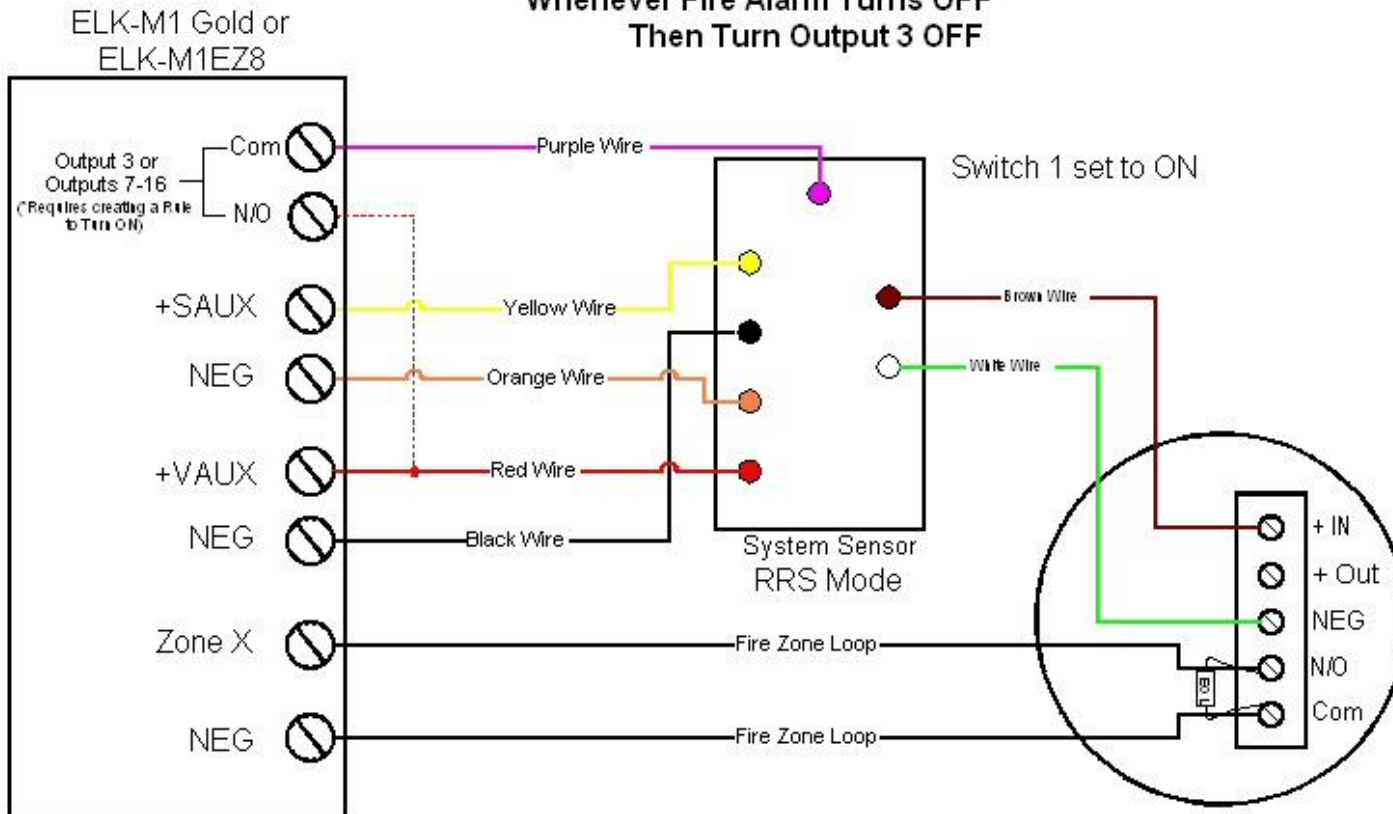 Whenever Fire Alarm Turns OFF
Then Turn Output 3 OFF
ELK-M1 Gold or
ELK-M1EZ8
Com
Purple Wire
Output 3 or
Outputs 7-16
(*Requires creating a Rule
to Turn ON)
N/O
Switch 1 set to ON
+SAUX
Yellow Wire
Brown Wire
NEG
Orange Wire
White Wire
+VAUX
Red Wire
NEG
Black Wire
System Sensor
RRS Mode
+ IN
+ Out
NEG
N/O
Com
Zone X
Fire Zone Loop
EOL
NEG
Fire Zone Loop